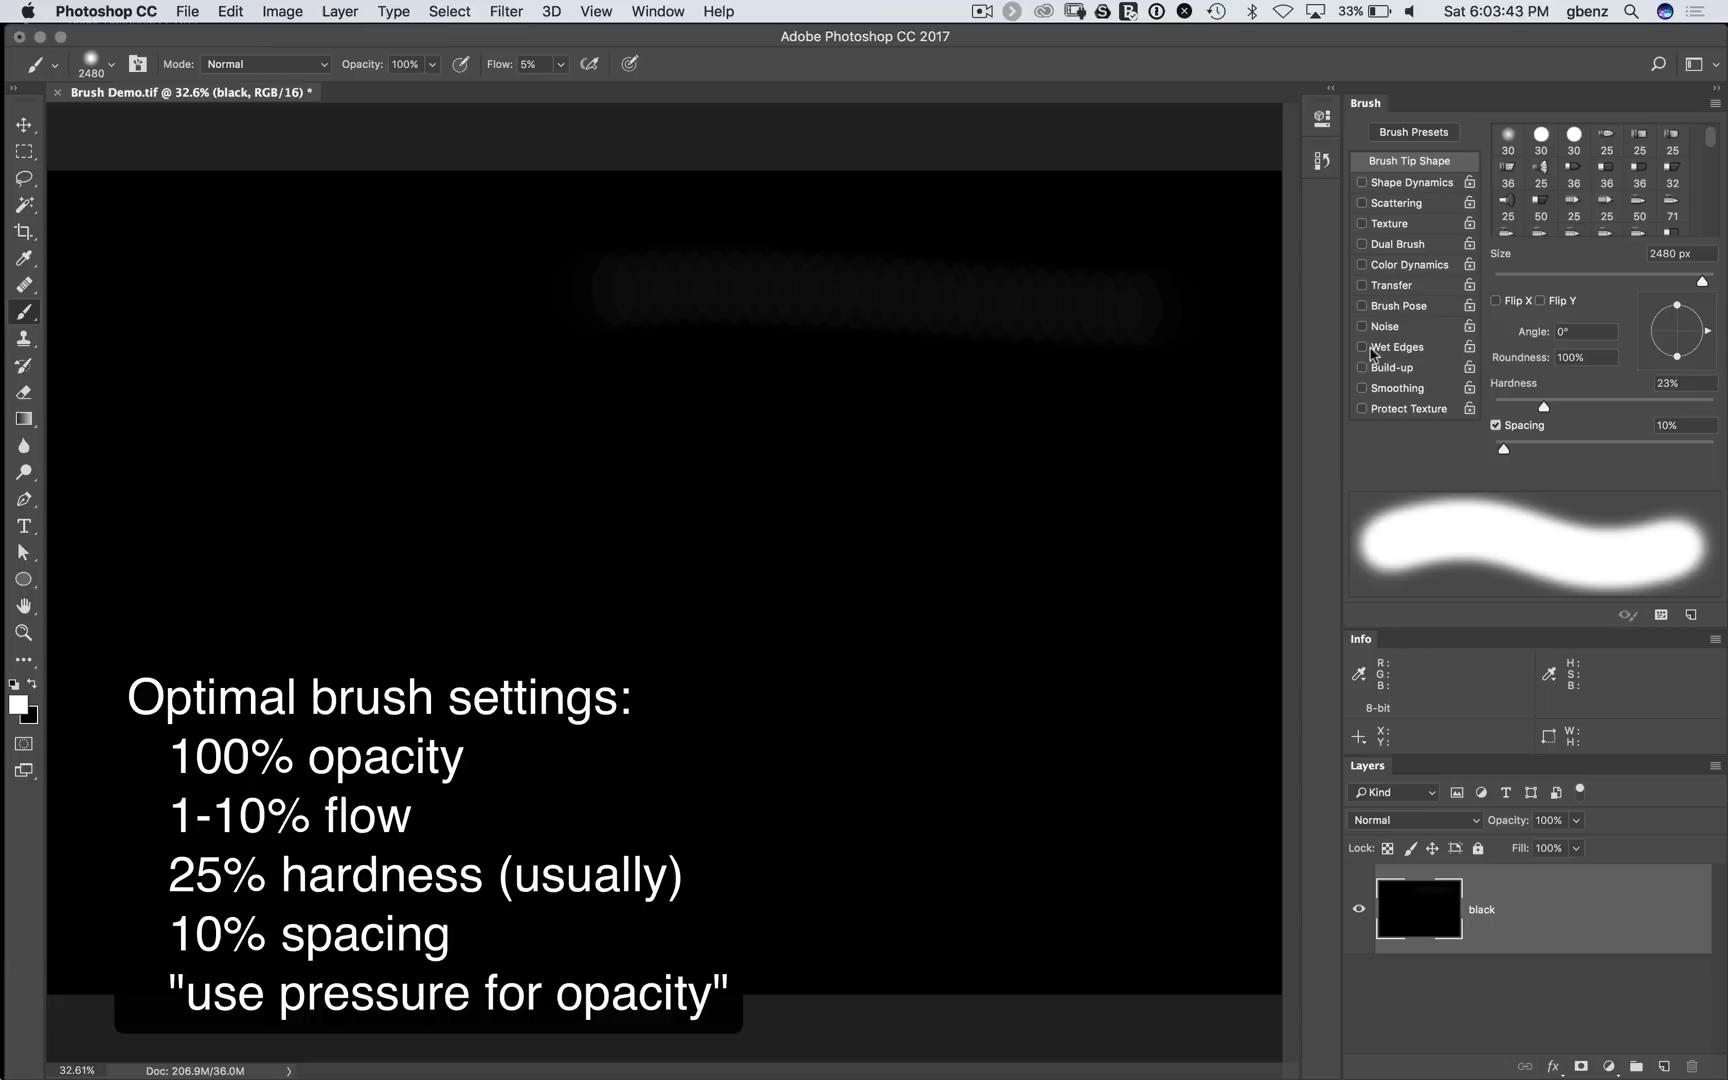 Photoshop CC File Edit Image Layer Type Select Filter 3D View Window Help 33% Sat 6:03:43 PM gbenz
Adobe Photoshop CC 2017
2480 Mode: Normal Opacity: 100% Flow: 5%
Brush Demo.tif @ 32.6% (black, RGB/16) *
Brush
Brush Presets
Brush Tip Shape
Shape Dynamics
Scattering
Texture
Dual Brush
Color Dynamics
Transfer
Brush Pose
Noise
Wet Edges
Build-up
Smoothing
Protect Texture
30 30 30 25 25 25
36 25 36 36 36 32
25 50 25 25 50 71
Size 2480 px
Flip X Flip Y
Angle: 0°
Roundness: 100%
Hardness 23%
Spacing 10%
Optimal brush settings:
100% opacity
1-10% flow
25% hardness (usually)
10% spacing
"use pressure for opacity"
Info
R: H:
G: S:
B: B:
8-bit
X: W:
Y: H:
Layers
Kind
Normal Opacity: 100%
Lock: Fill: 100%
black
fx
32.61% Doc: 206.9M/36.0M